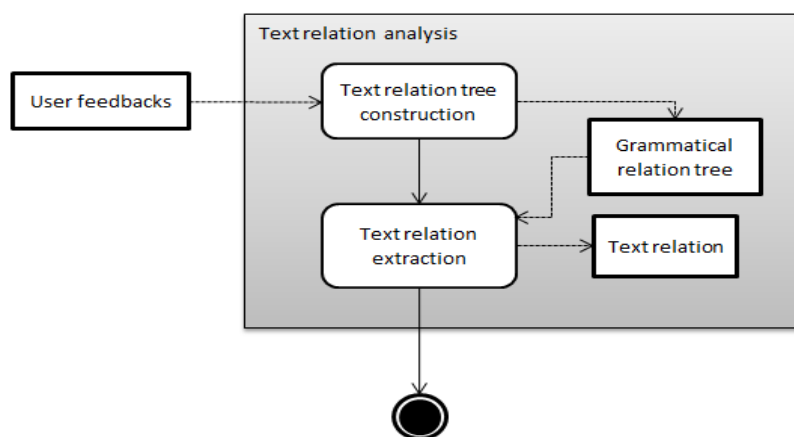 Text relation analysis
User feedbacks
Text relation tree
construction
Grammatical
relation tree
Text relation
extraction
Text relation